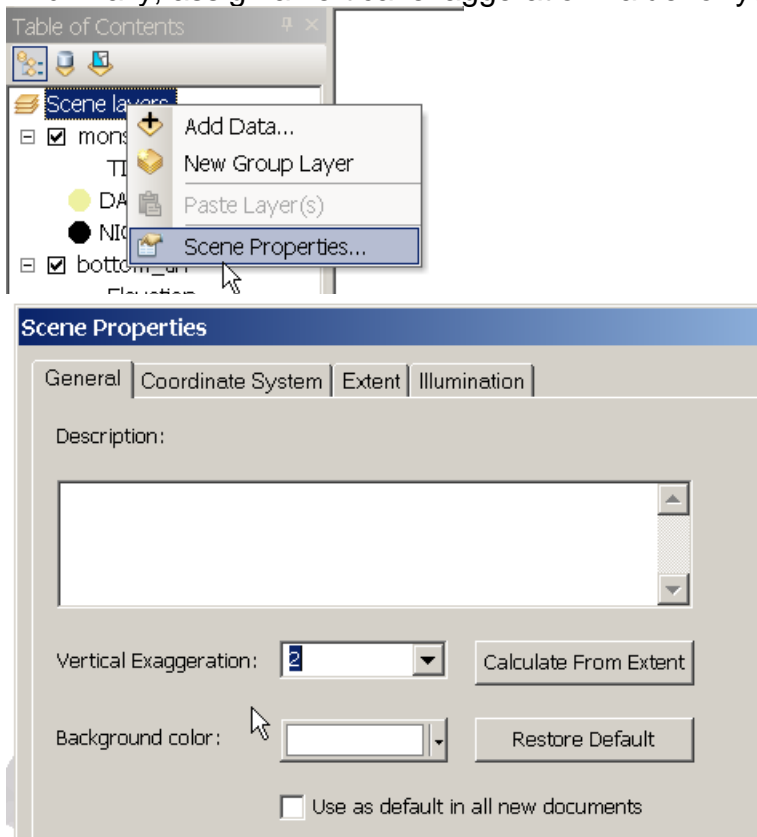 Table of Contents
Scene layers
Add Data...
New Group Layer
Paste Layer(s)
Scene Properties...
Scene Properties
General Coordinate System Extent Illumination
Description:
Vertical Exaggeration: 2 Calculate From Extent
Background color: Restore Default
Use as default in all new documents